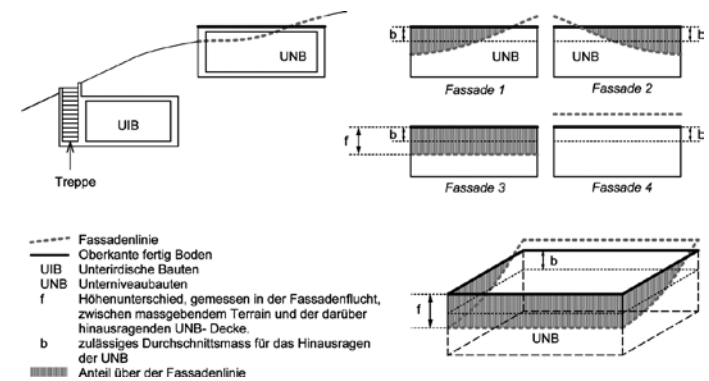 UNB
UIB
Treppe
b
UNB
Fassade 1
b
UNB
Fassade 2
f
b
Fassade 3
b
Fassade 4
Fassadenlinie
Oberkante fertig Boden
UIB Unterirdische Bauten
UNB Unterniveaubauten
f Höhenunterschied, gemessen in der Fassadenflucht,
zwischen massgebendem Terrain und der darüber
hinausragenden UNB- Decke.
b zulässiges Durchschnittsmass für das Hinausragen
der UNB
Anteil über der Fassadenlinie
b
f
UNB